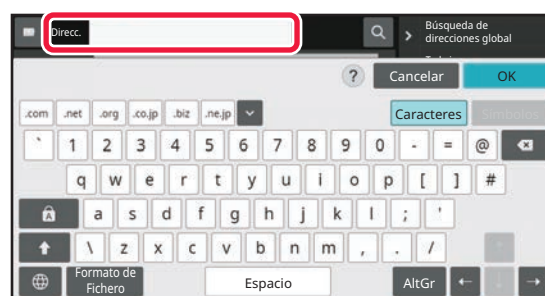 Direcc.
Búsqueda de
direcciones global
? Cancelar OK
.com .net .org .co.jp .biz .ne.jp Caracteres Símbolos
` 1 2 3 4 5 6 7 8 9 0 - = @
q w e r t y u i o p [ ] #
A a s d f g h j k l ; '
\ z x c v b n m , . /
Formato de
Fichero
Espacio AltGr